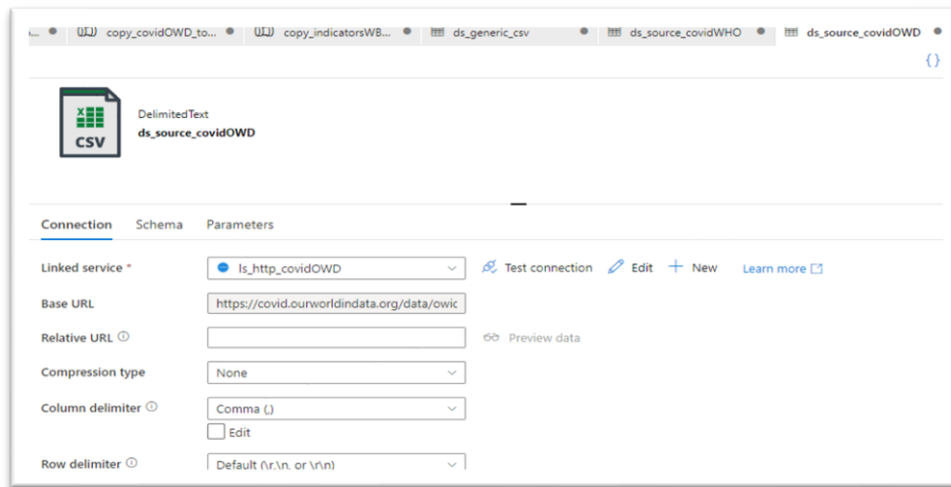 copy_covidOWD_to... copy_indicatorsWB... ds_generic_csv ds_source_covidWHO ds_source_covidOWD
{}
CSV
DelimitedText
ds_source_covidOWD
Connection Schema Parameters
Linked service * ls_http_covidOWD Test connection Edit + New Learn more
Base URL https://covid.ourworldindata.org/data/owic
Relative URL Preview data
Compression type None
Column delimiter Comma (,)
Edit
Row delimiter Default (\r,\n, or \r\n)